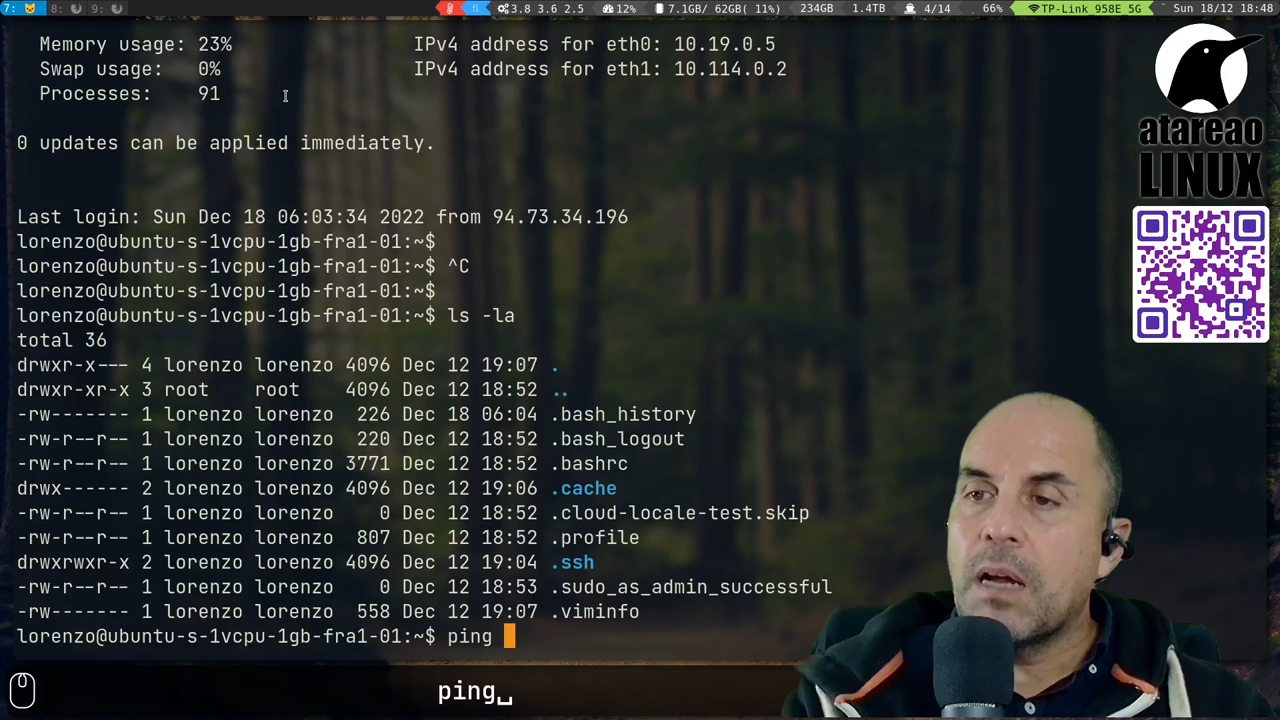 7: 8: 9: fi 3.8 3.6 2.5 12% 7.1GB/ 62GB( 11%) 234GB 1.4TB 4/14 66% TP-Link 958E 5G Sun 18/12 18:48
Memory usage: 23% IPv4 address for eth0: 10.19.0.5
Swap usage: 0% IPv4 address for eth1: 10.114.0.2
Processes: 91
0 updates can be applied immediately.
Last login: Sun Dec 18 06:03:34 2022 from 94.73.34.196
lorenzo@ubuntu-s-1vcpu-1gb-fra1-01:~$
lorenzo@ubuntu-s-1vcpu-1gb-fra1-01:~$ ^C
lorenzo@ubuntu-s-1vcpu-1gb-fra1-01:~$
lorenzo@ubuntu-s-1vcpu-1gb-fra1-01:~$ ls -la
total 36
drwxr-x--- 4 lorenzo lorenzo 4096 Dec 12 19:07 .
drwxr-xr-x 3 root root 4096 Dec 12 18:52 ..
-rw------- 1 lorenzo lorenzo 226 Dec 18 06:04 .bash_history
-rw-r--r-- 1 lorenzo lorenzo 220 Dec 12 18:52 .bash_logout
-rw-r--r-- 1 lorenzo lorenzo 3771 Dec 12 18:52 .bashrc
drwx------ 2 lorenzo lorenzo 4096 Dec 12 19:06 .cache
-rw-r--r-- 1 lorenzo lorenzo 0 Dec 12 18:52 .cloud-locale-test.skip
-rw-r--r-- 1 lorenzo lorenzo 807 Dec 12 18:52 .profile
drwxrwxr-x 2 lorenzo lorenzo 4096 Dec 12 19:04 .ssh
-rw-r--r-- 1 lorenzo lorenzo 0 Dec 12 18:53 .sudo_as_admin_successful
-rw------- 1 lorenzo lorenzo 558 Dec 12 19:07 .viminfo
lorenzo@ubuntu-s-1vcpu-1gb-fra1-01:~$ ping
ping␣
atareao
LINUX